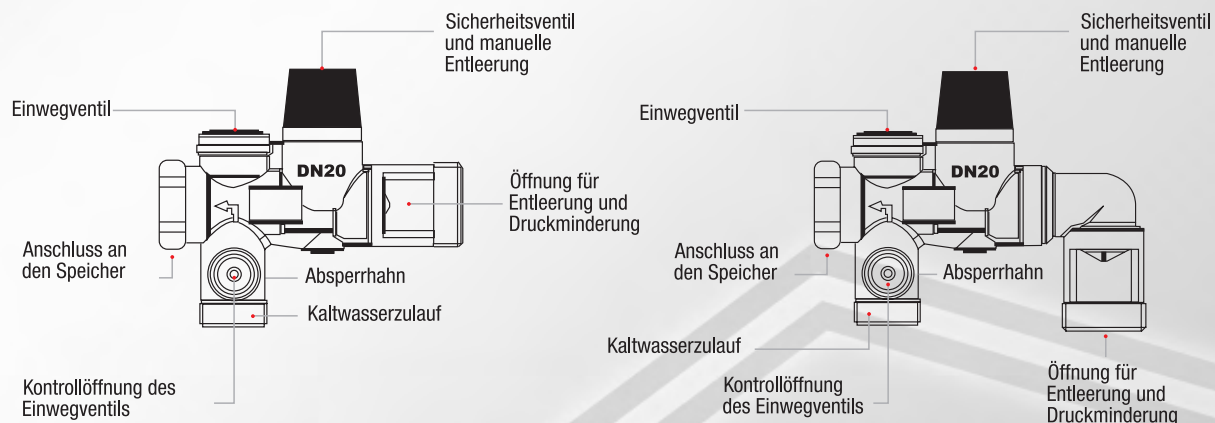 Sicherheitsventil
und manuelle
Entleerung
Einwegventil
DN20
Öffnung für
Entleerung und
Druckminderung
Anschluss an
den Speicher
Absperrhahn
Kaltwasserzulauf
Kontrollöffnung des
Einwegventils
Sicherheitsventil
und manuelle
Entleerung
Einwegventil
DN20
Anschluss an
den Speicher
Absperrhahn
Kaltwasserzulauf
Kontrollöffnung
des Einwegventils
Öffnung für
Entleerung und
Druckminderung